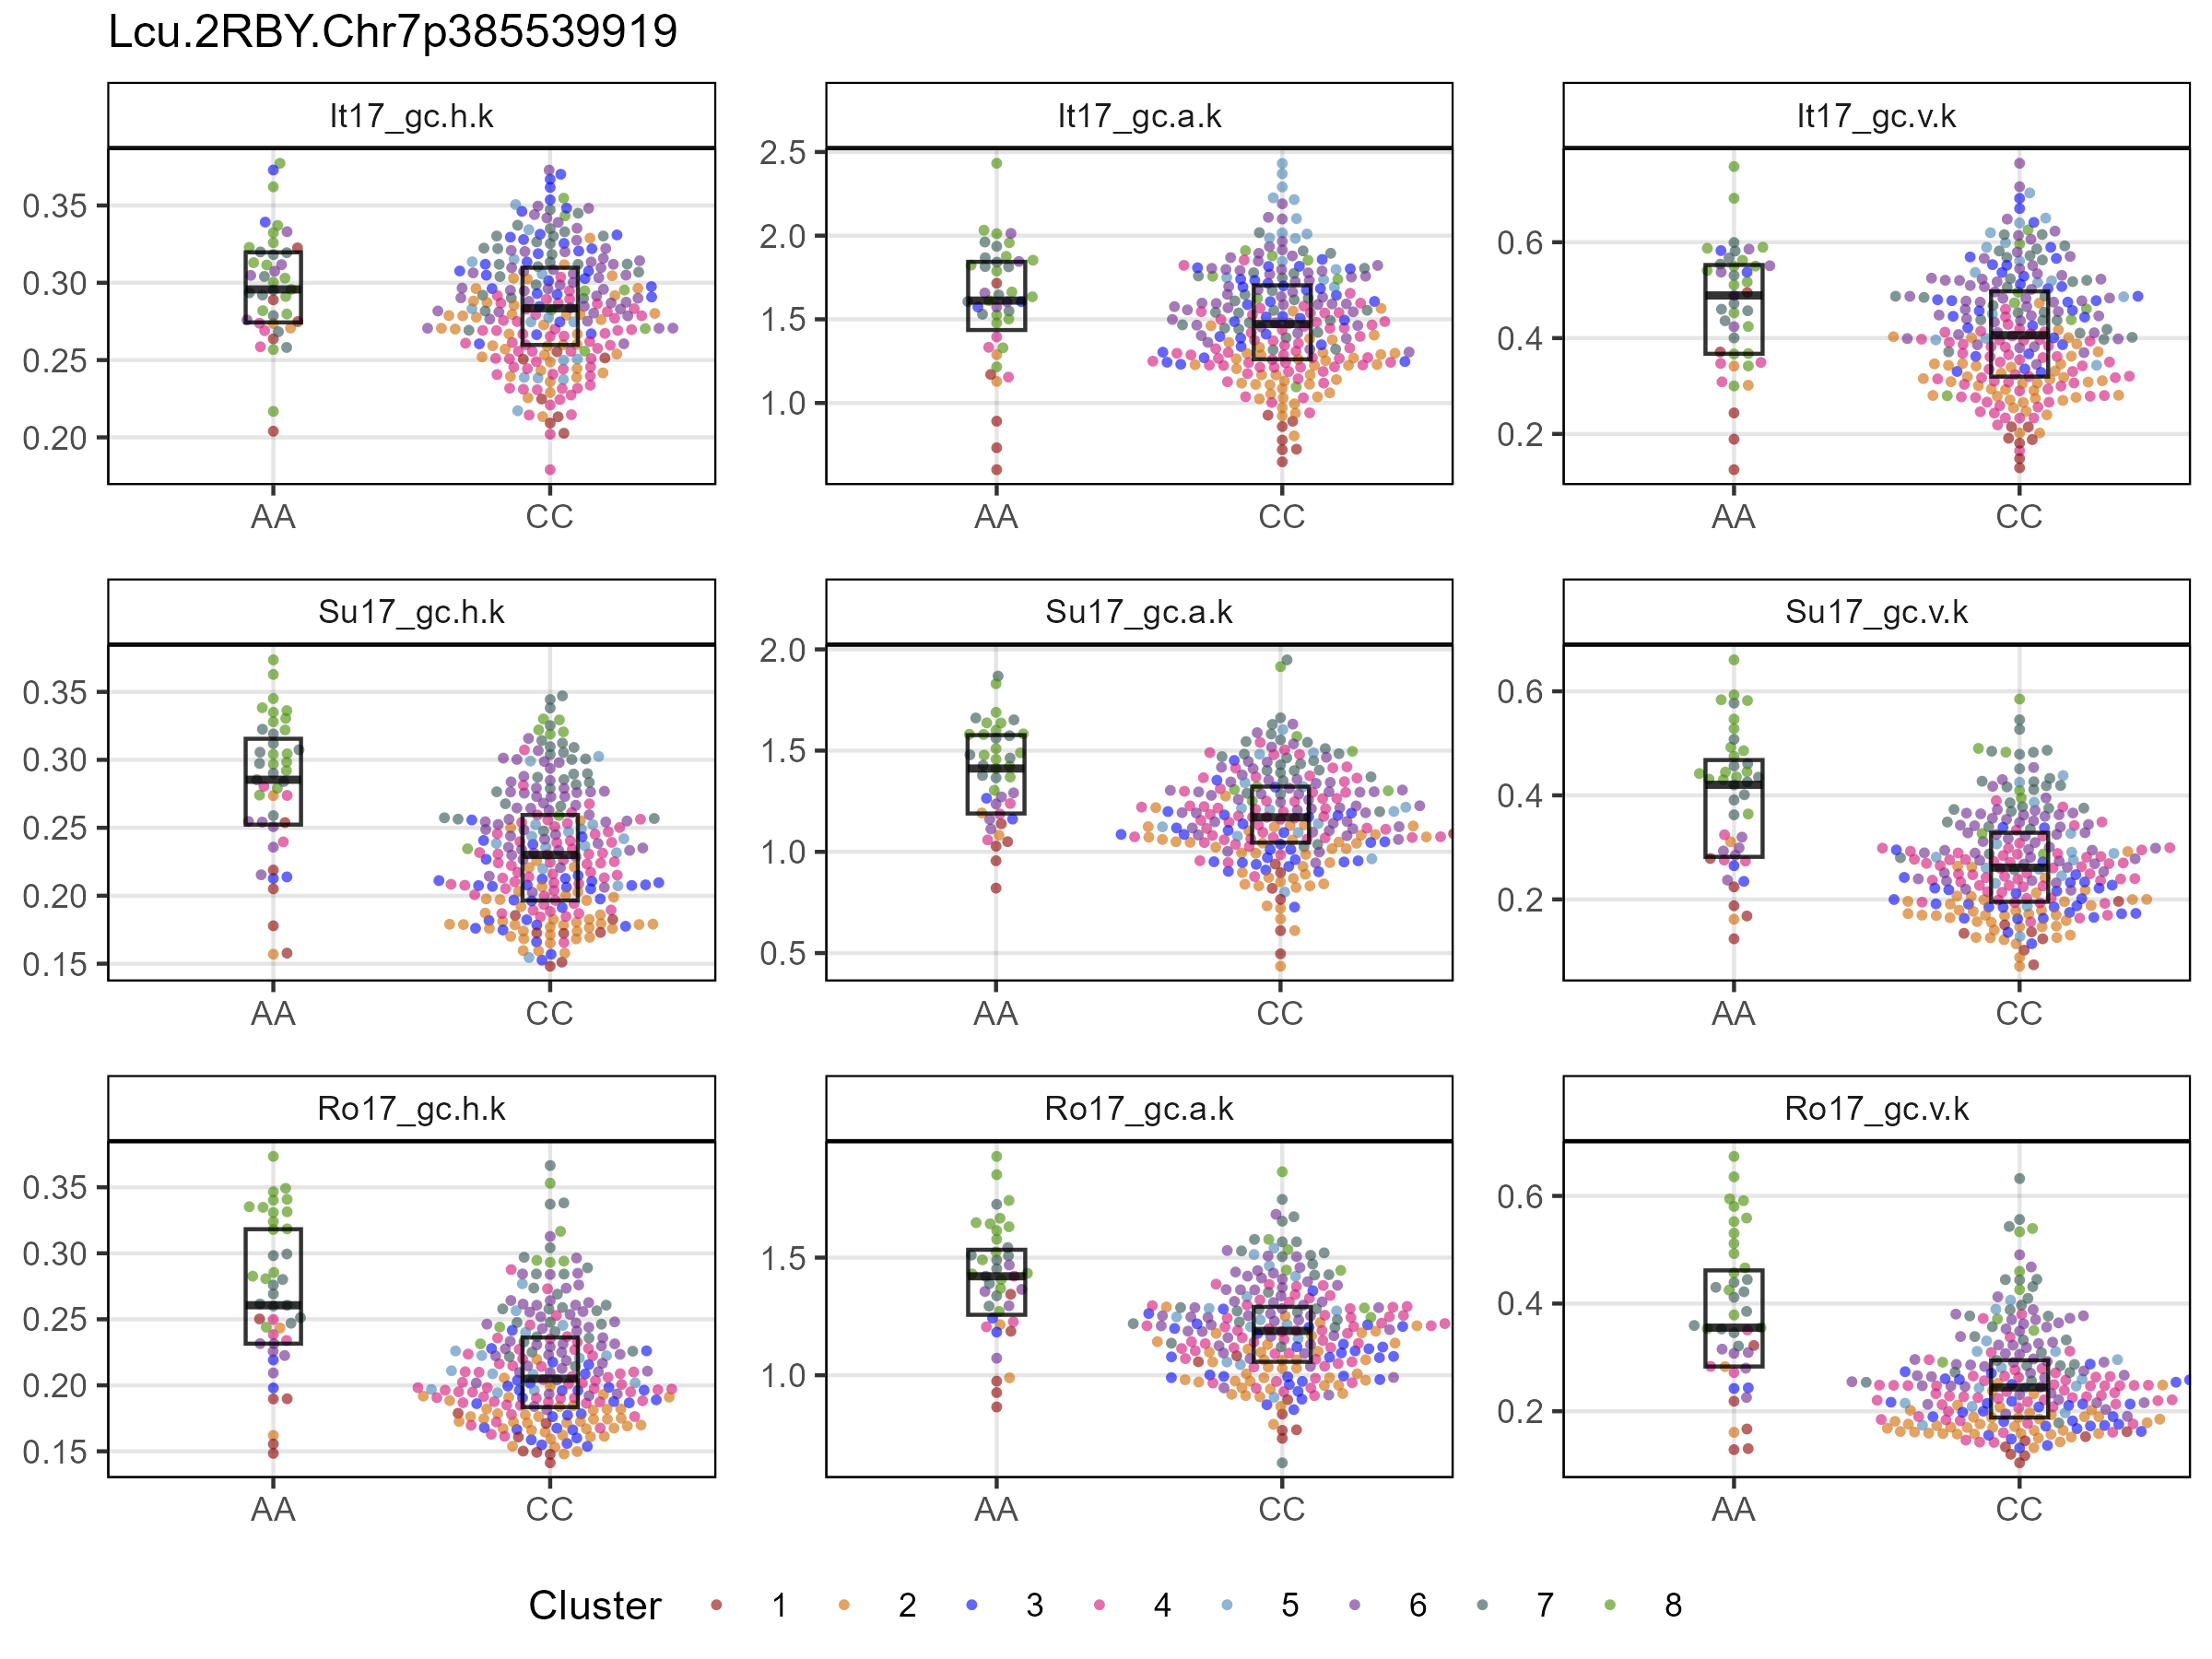 Lcu.2RBY.Chr7p385539919
It17_gc.h.k
It17_gc.a.k
It17_gc.v.k
0.35
0.30
0.25
0.20
AA
CC
2.5
2.0
1.5
1.0
AA
CC
0.6
0.4
0.2
AA
CC
Su17_gc.h.k
Su17_gc.a.k
Su17_gc.v.k
0.35
0.30
0.25
0.20
0.15
AA
CC
2.0
1.5
1.0
0.5
AA
CC
0.6
0.4
0.2
AA
CC
Ro17_gc.h.k
Ro17_gc.a.k
Ro17_gc.v.k
0.35
0.30
0.25
0.20
0.15
AA
CC
1.5
1.0
AA
CC
0.6
0.4
0.2
AA
CC
Cluster 1 2 3 4 5 6 7 8